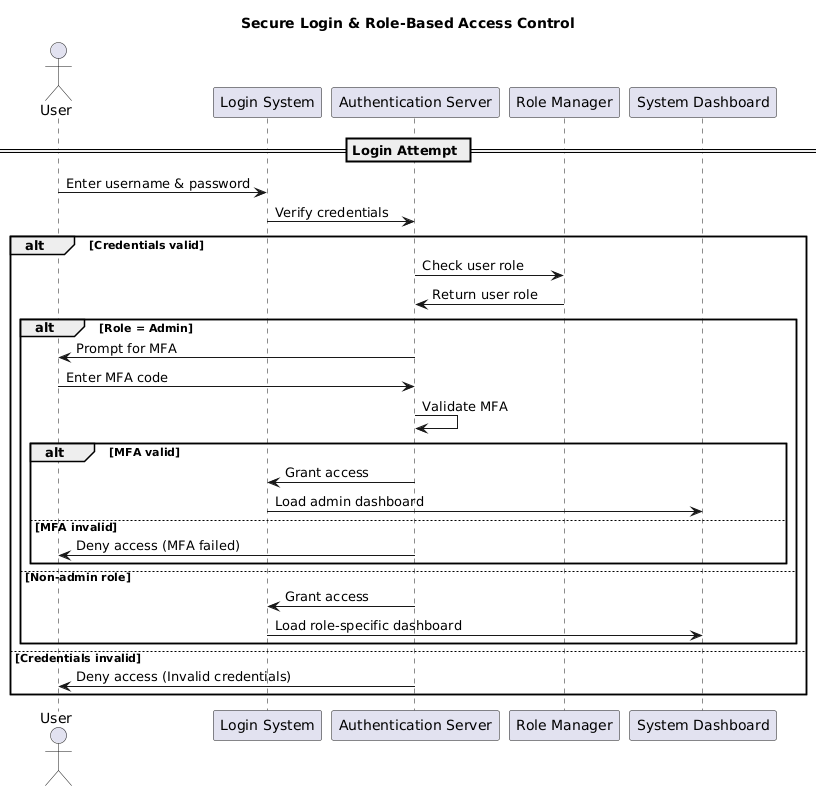 Secure Login & Role-Based Access Control
User
Login System
Authentication Server
Role Manager
System Dashboard
Login Attempt
Enter username & password
Verify credentials
alt [Credentials valid]
Check user role
Return user role
alt [Role = Admin]
Prompt for MFA
Enter MFA code
Validate MFA
alt [MFA valid]
Grant access
Load admin dashboard
[MFA invalid]
Deny access (MFA failed)
[Non-admin role]
Grant access
Load role-specific dashboard
[Credentials invalid]
Deny access (Invalid credentials)
User
Login System
Authentication Server
Role Manager
System Dashboard